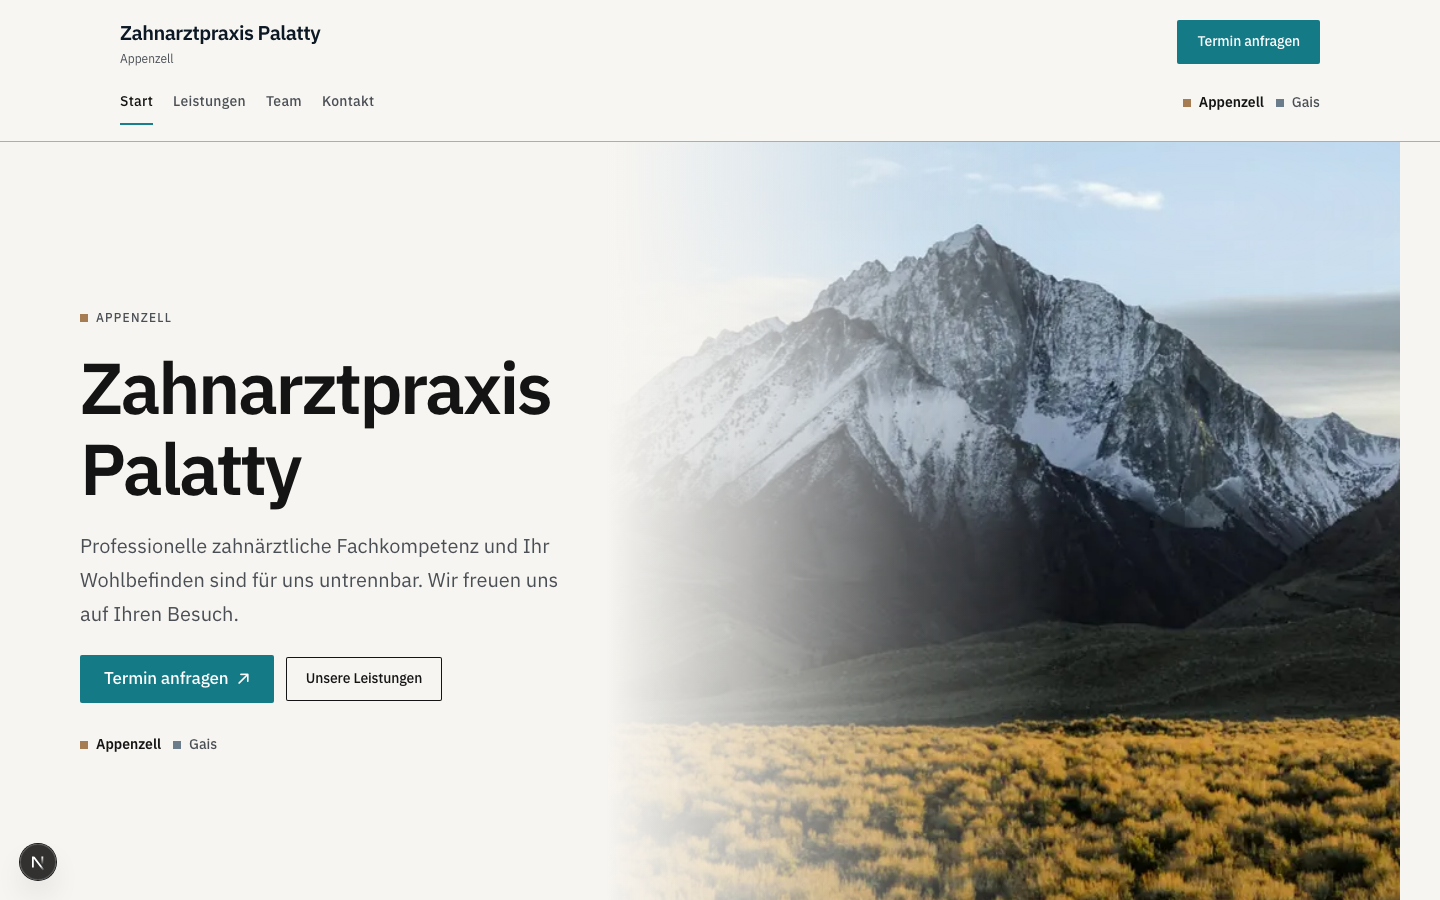 Zahnarztpraxis Palatty
Appenzell
Termin anfragen
Start Leistungen Team Kontakt
Appenzell Gais
APPENZELL
Zahnarztpraxis
Palatty
Professionelle zahnärztliche Fachkompetenz und Ihr
Wohlbefinden sind für uns untrennbar. Wir freuen uns
auf Ihren Besuch.
Termin anfragen ↗ Unsere Leistungen
Appenzell Gais
N